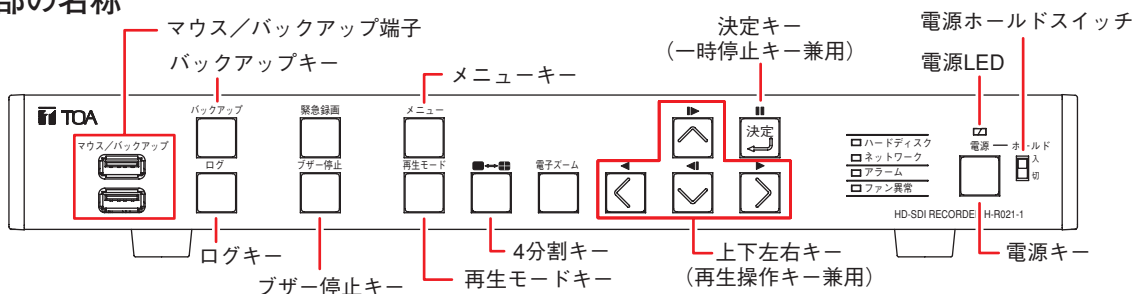 部の名称
マウス／バックアップ端子
バックアップキー
メニューキー
決定キー
（一時停止キー兼用）
電源ホールドスイッチ
電源LED
TOA
バックアップ
緊急録画
メニュー
マウス／バックアップ
ログ
ブザー停止
再生モード
電子ズーム
決定
ハードディスク
ネットワーク
アラーム
ファン異常
電源
ホールド
入
切
HD-SDI RECORDER H-R021-1
ログキー
ブザー停止キー
4分割キー
再生モードキー
上下左右キー
（再生操作キー兼用）
電源キー